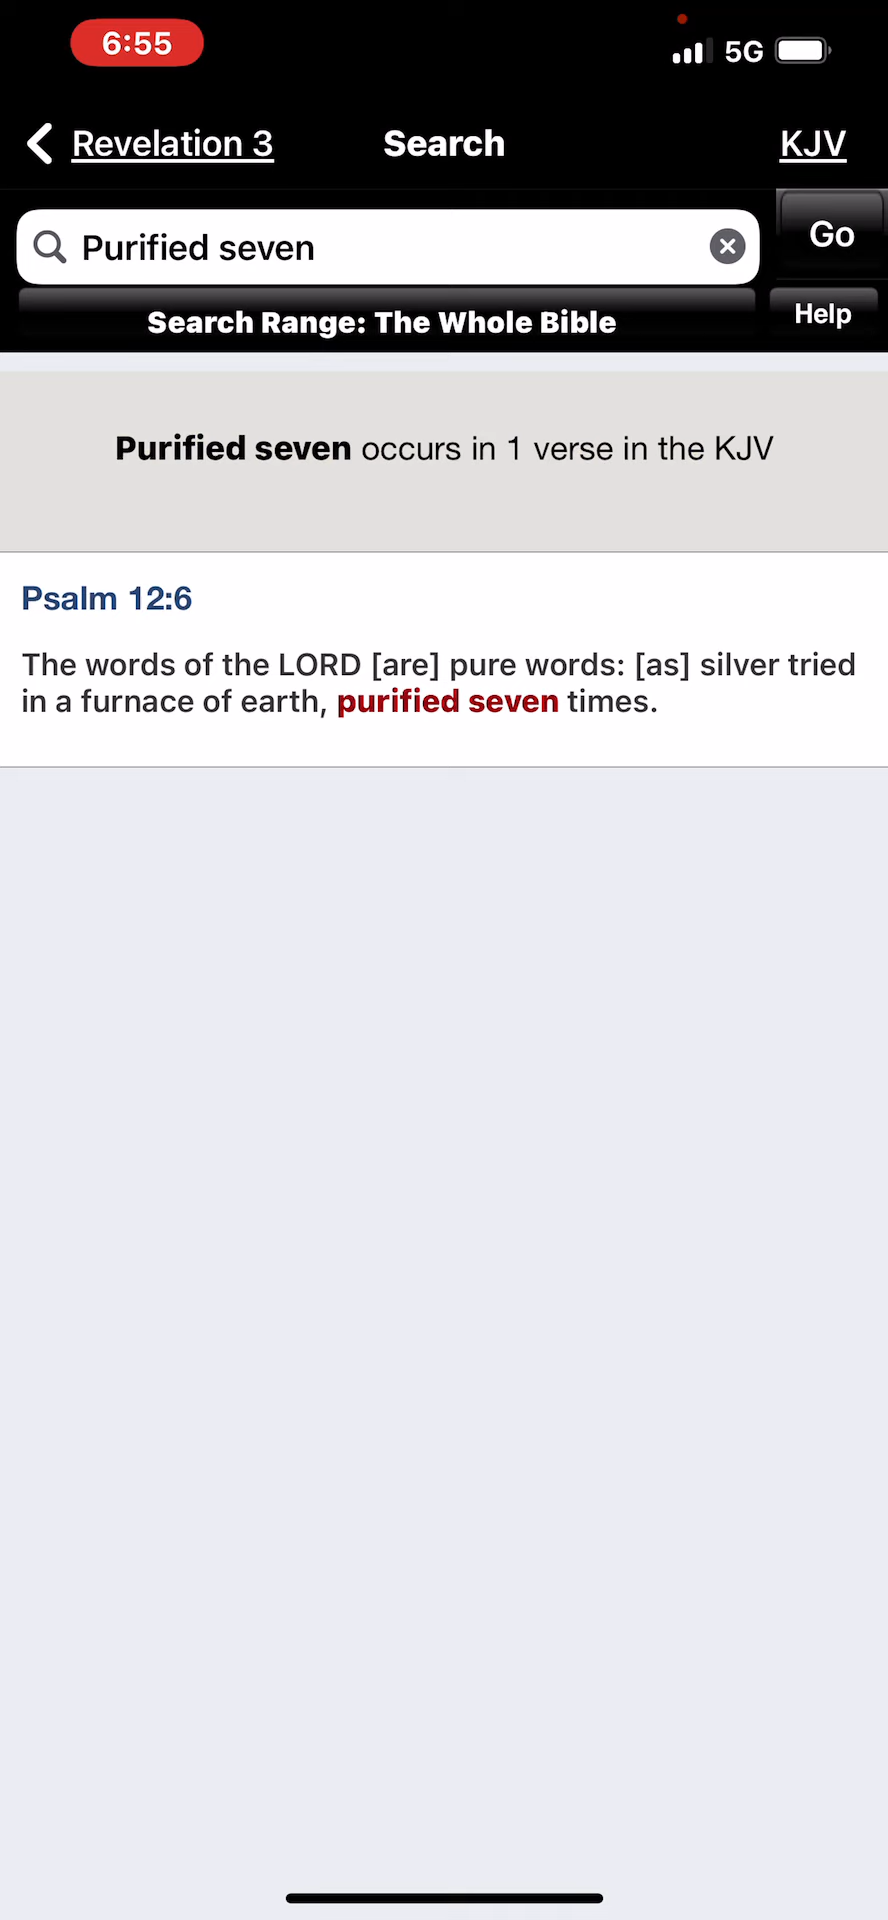 6:55
5G
Revelation 3
Search
KJV
Purified seven
Go
Search Range: The Whole Bible
Help
Purified seven occurs in 1 verse in the KJV
Psalm 12:6
The words of the LORD [are] pure words: [as] silver tried
in a furnace of earth, purified seven times.